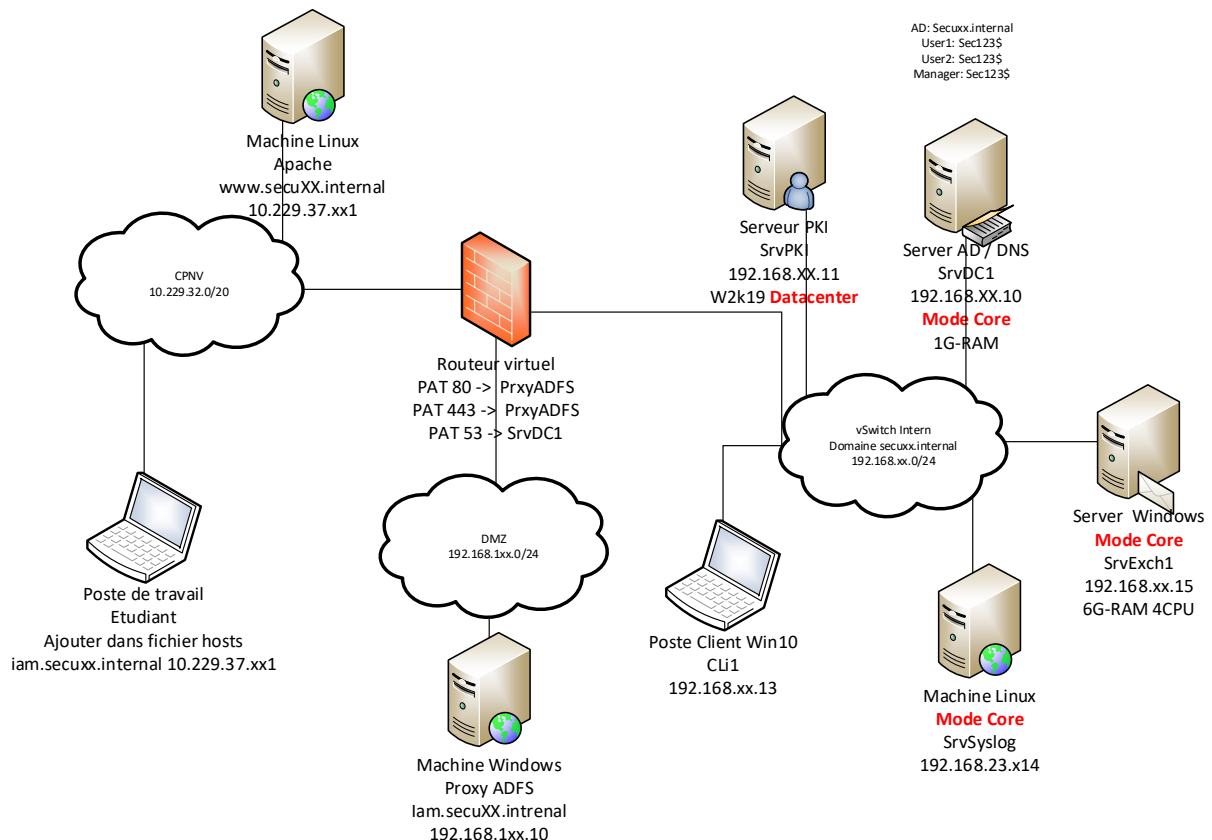 AD: Secuxx.internal
User1: Sec123$
User2: Sec123$
Manager: Sec123$
Machine Linux
Apache
www.secuXX.internal
10.229.37.xx1
CPNV
10.229.32.0/20
Poste de travail
Etudiant
Ajouter dans fichier hosts
iam.secuxx.internal 10.229.37.xx1
Routeur virtuel
PAT 80 -> PrxyADFS
PAT 443 -> PrxyADFS
PAT 53 -> SrvDC1
DMZ
192.168.1xx.0/24
Machine Windows
Proxy ADFS
Iam.secuXX.intrenal
192.168.1xx.10
Serveur PKI
SrvPKI
192.168.XX.11
W2k19 Datacenter
Server AD / DNS
SrvDC1
192.168.XX.10
Mode Core
1G-RAM
vSwitch Intern
Domaine secuxx.internal
192.168.xx.0/24
Poste Client Win10
CLi1
192.168.xx.13
Server Windows
Mode Core
SrvExch1
192.168.xx.15
6G-RAM 4CPU
Machine Linux
Mode Core
SrvSyslog
192.168.23.x14